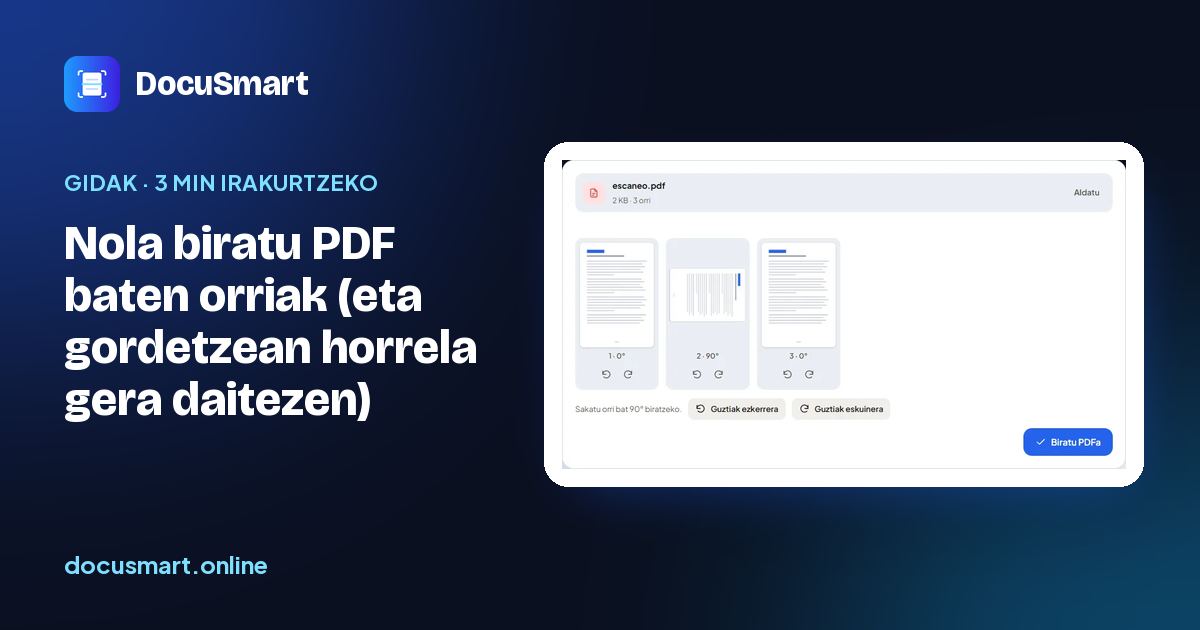 DocuSmart
GIDAK · 3 MIN IRAKURTZEKO
Nola biratu PDF
baten orriak (eta
gordetzean horrela
gera daitezen)
docusmart.online
escaneo.pdf
2 KB · 3 orri
Aldatu
1 · 0°
2 · 90°
3 · 0°
Sakatu orri bat 90° biratzeko.
Guztiak ezkerrera
Guztiak eskuinera
Biratu PDFa